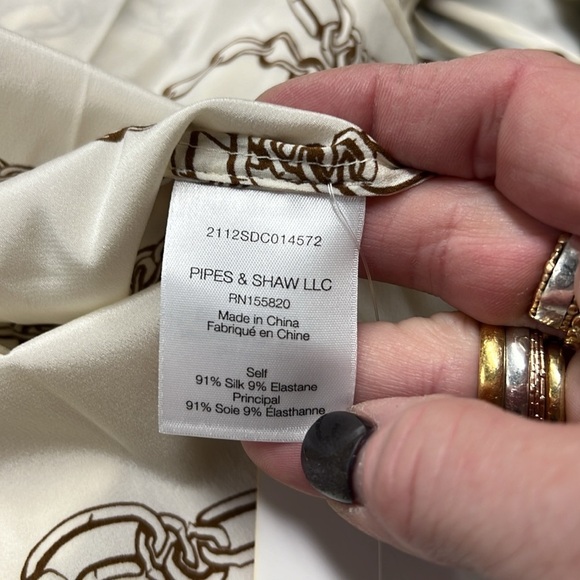 2112SDC014572
PIPES & SHAW LLC
RN155820
Made in China
Fabriqué en Chine
Self
91% Silk 9% Elastane
Principal
91% Soie 9% Élasthanne